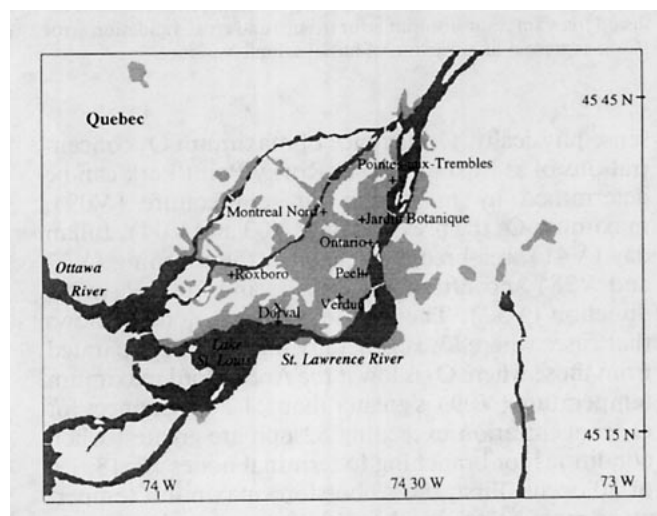 45 45 N
Quebec
Pointe-aux-Trembles
Montreal Nord
Jardin Botanique
Ontario
Ottawa
River
Roxboro
Peel
Verdun
Dorval
Lake
St. Louis
St. Lawrence River
45 15 N
74 W
74 30 W
73 W